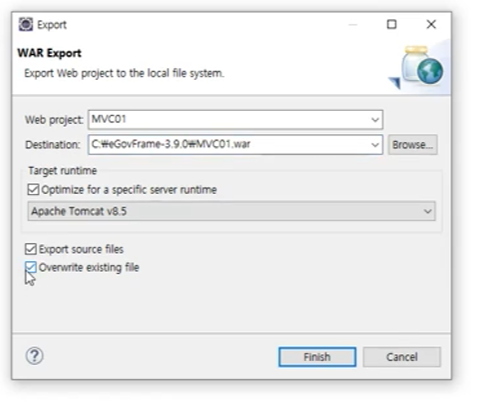 Export
WAR Export
Export Web project to the local file system.
Web project: MVC01
Destination: C:₩eGovFrame-3.9.0₩MVC01.war Browse...
Target runtime
Optimize for a specific server runtime
Apache Tomcat v8.5
Export source files
Overwrite existing file
? Finish Cancel